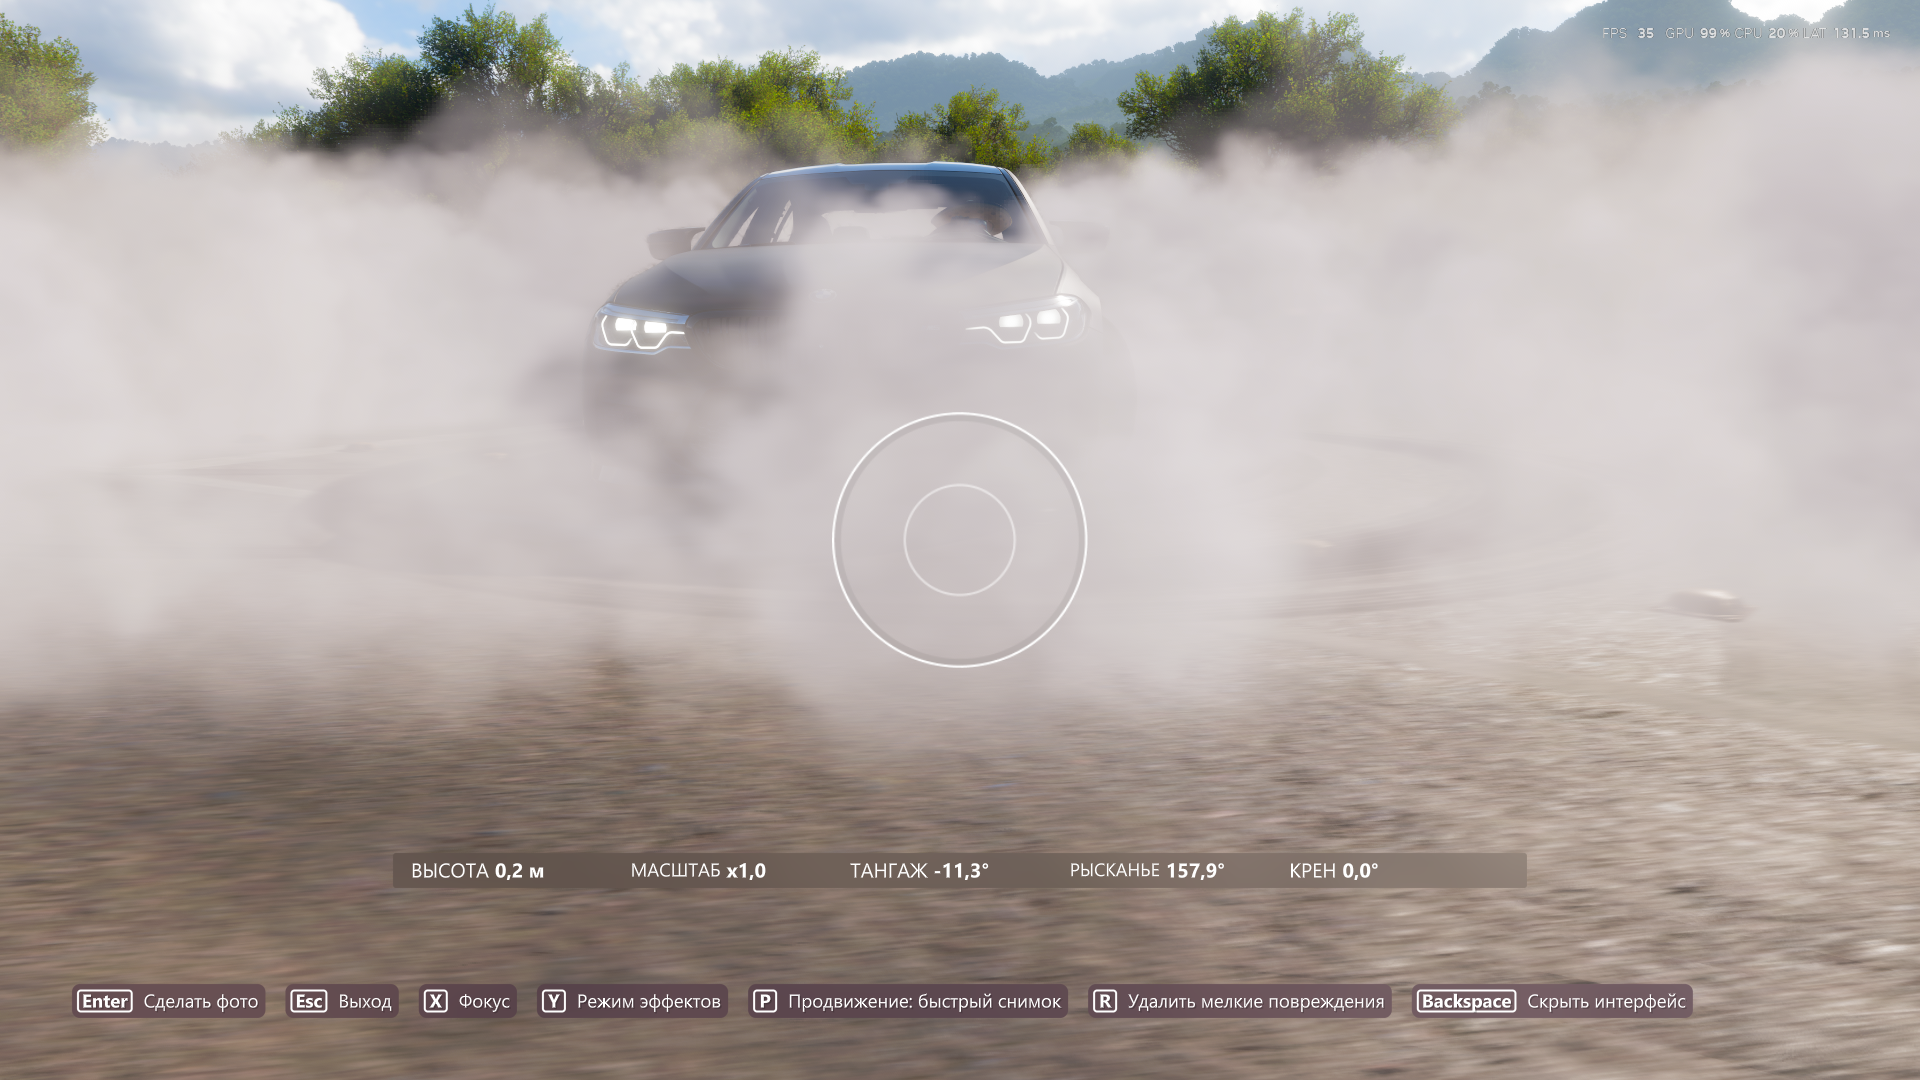 FPS 35 GPU 99 % CPU 20 % LAT 131.5 ms
ВЫСОТА 0,2 м МАСШТАБ x1,0 ТАНГАЖ -11,3° РЫСКАНЬЕ 157,9° КРЕН 0,0°
Enter Сделать фото Esc Выход X Фокус Y Режим эффектов P Продвижение: быстрый снимок R Удалить мелкие повреждения Backspace Скрыть интерфейс